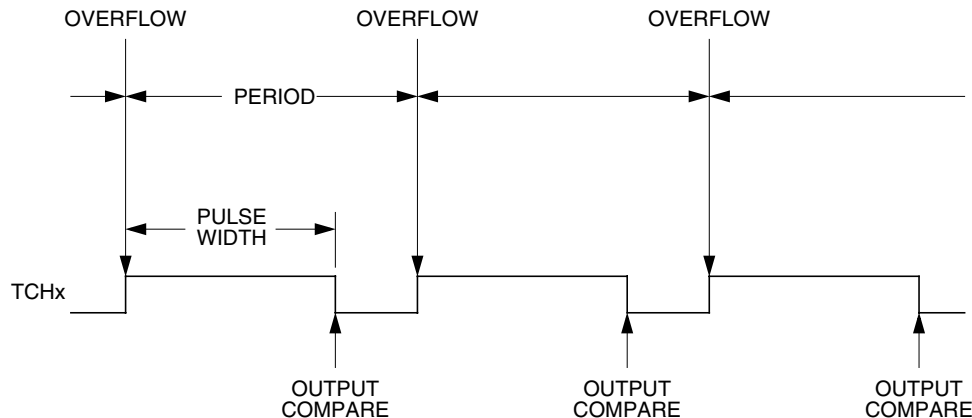 OVERFLOW OVERFLOW OVERFLOW
PERIOD
PULSE
WIDTH
TCHx
OUTPUT
COMPARE
OUTPUT
COMPARE
OUTPUT
COMPARE